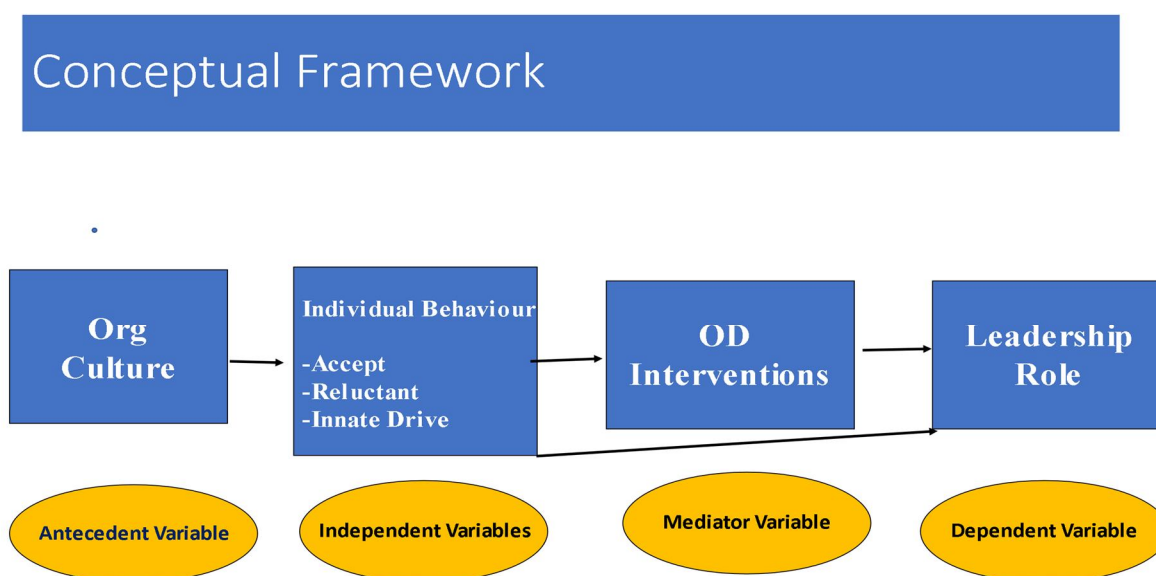 Conceptual Framework
Org
Culture
Individual Behaviour
-Accept
-Reluctant
-Innate Drive
OD
Interventions
Leadership
Role
Antecedent Variable
Independent Variables
Mediator Variable
Dependent Variable